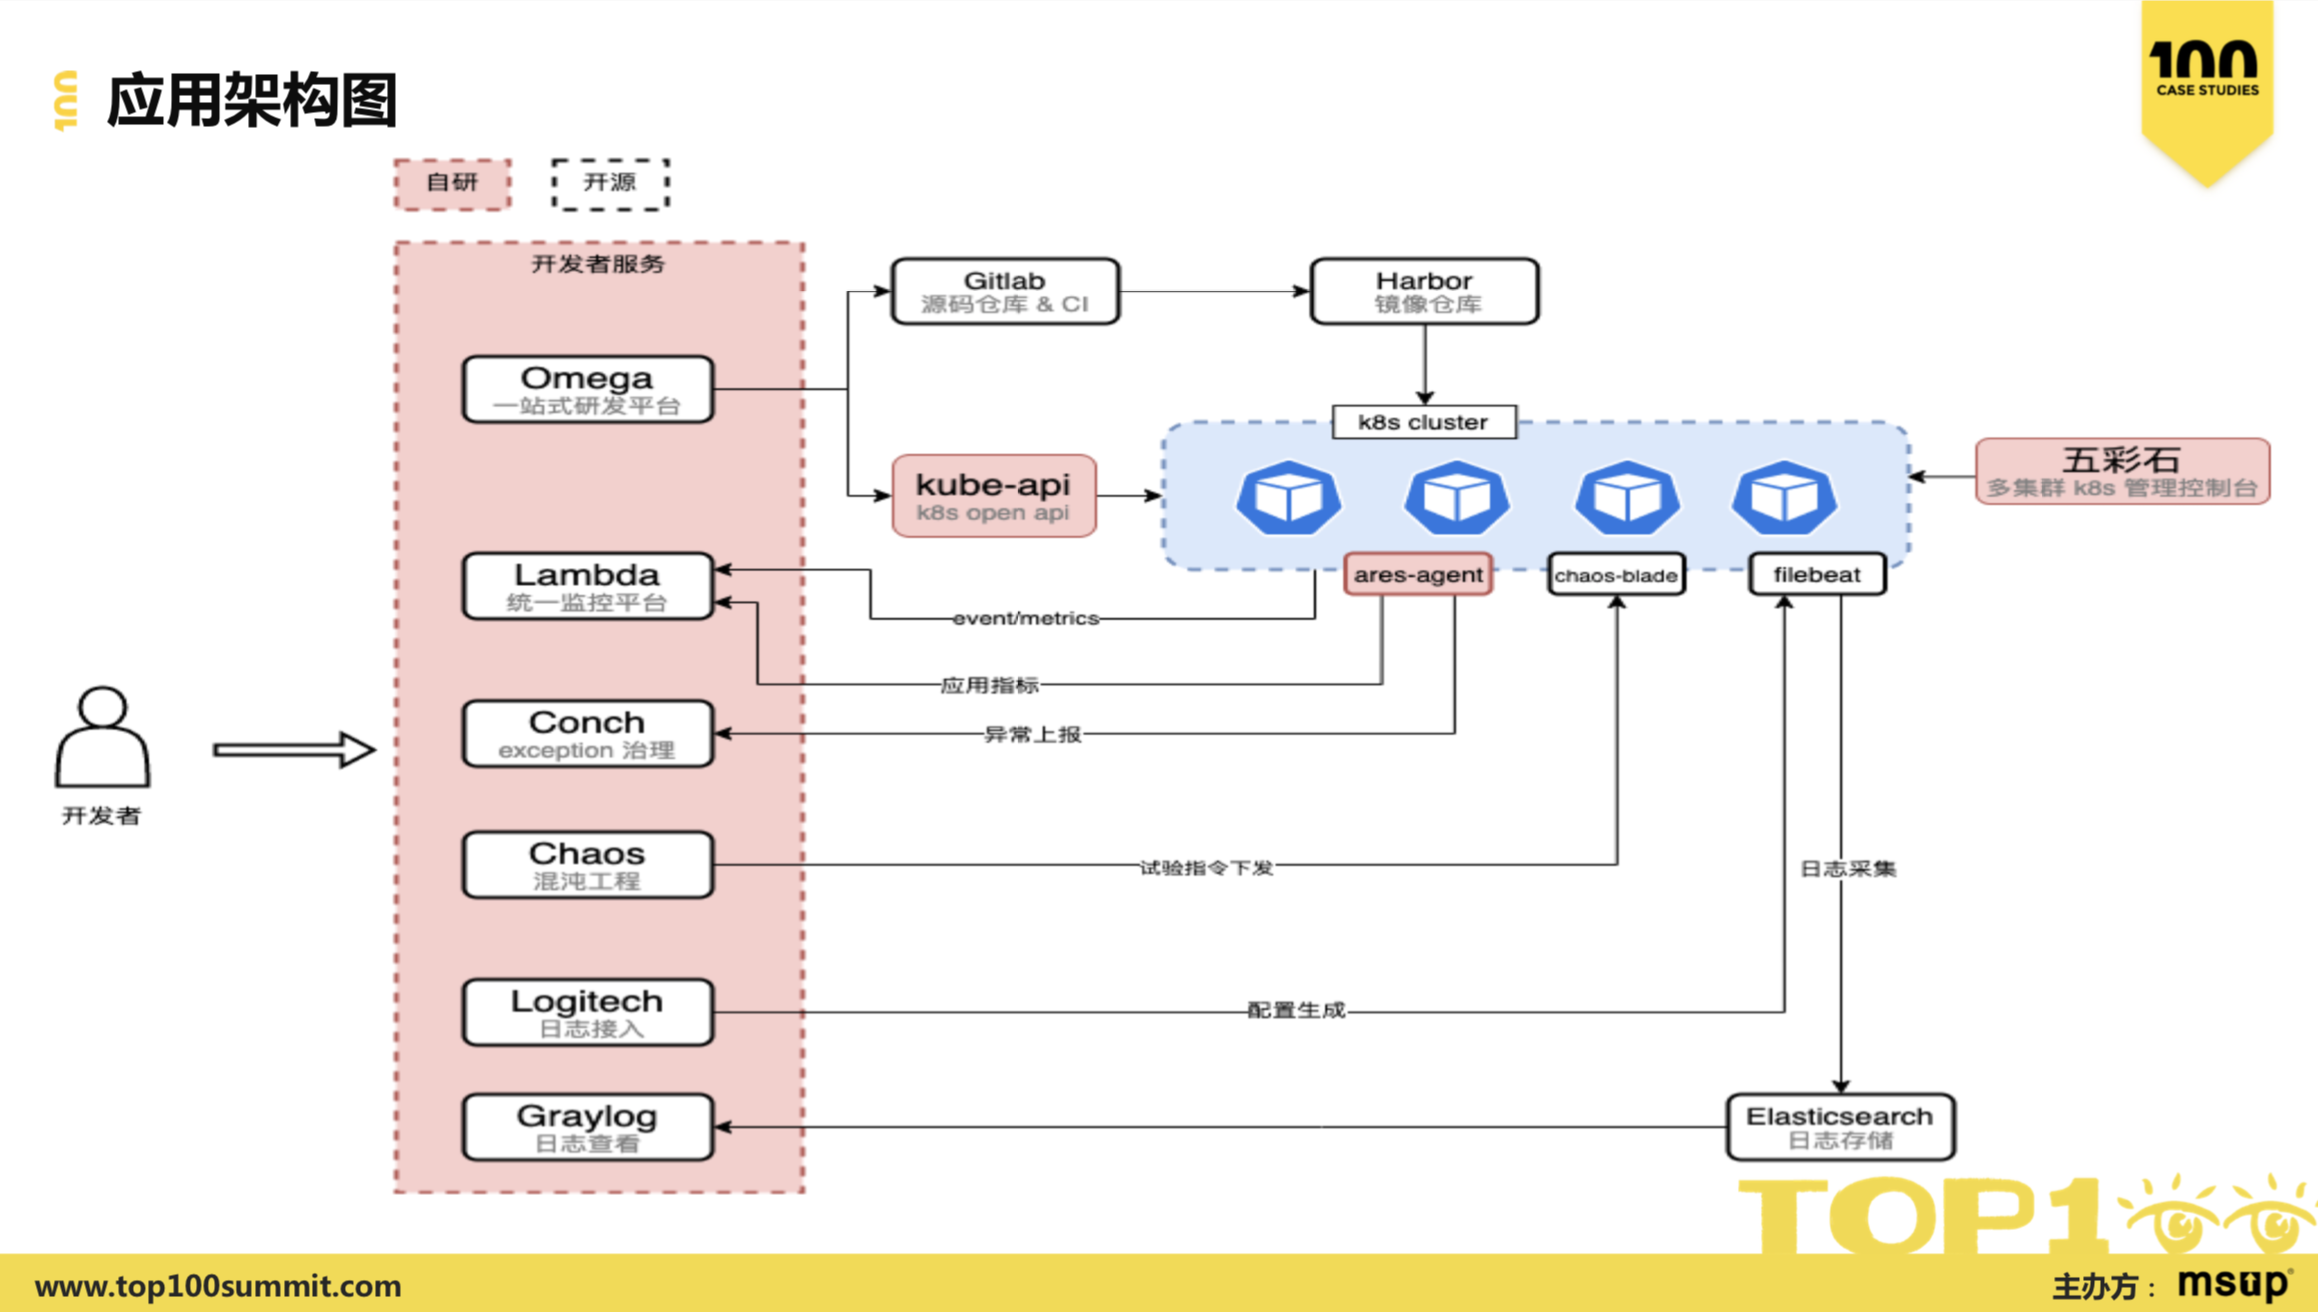 100
CASE STUDIES
100
应用架构图
自研
开源
开发者服务
Gitlab
源码仓库 & CI
Harbor
镜像仓库
Omega
一站式研发平台
k8s cluster
kube-api
k8s open api
五彩石
多集群 k8s 管理控制台
Lambda
统一监控平台
ares-agent
chaos-blade
filebeat
event/metrics
应用指标
Conch
exception 治理
异常上报
开发者
Chaos
混沌工程
试验指令下发
日志采集
Logitech
日志接入
配置生成
Graylog
日志查看
Elasticsearch
日志存储
TOP100
www.top100summit.com
主办方：msup